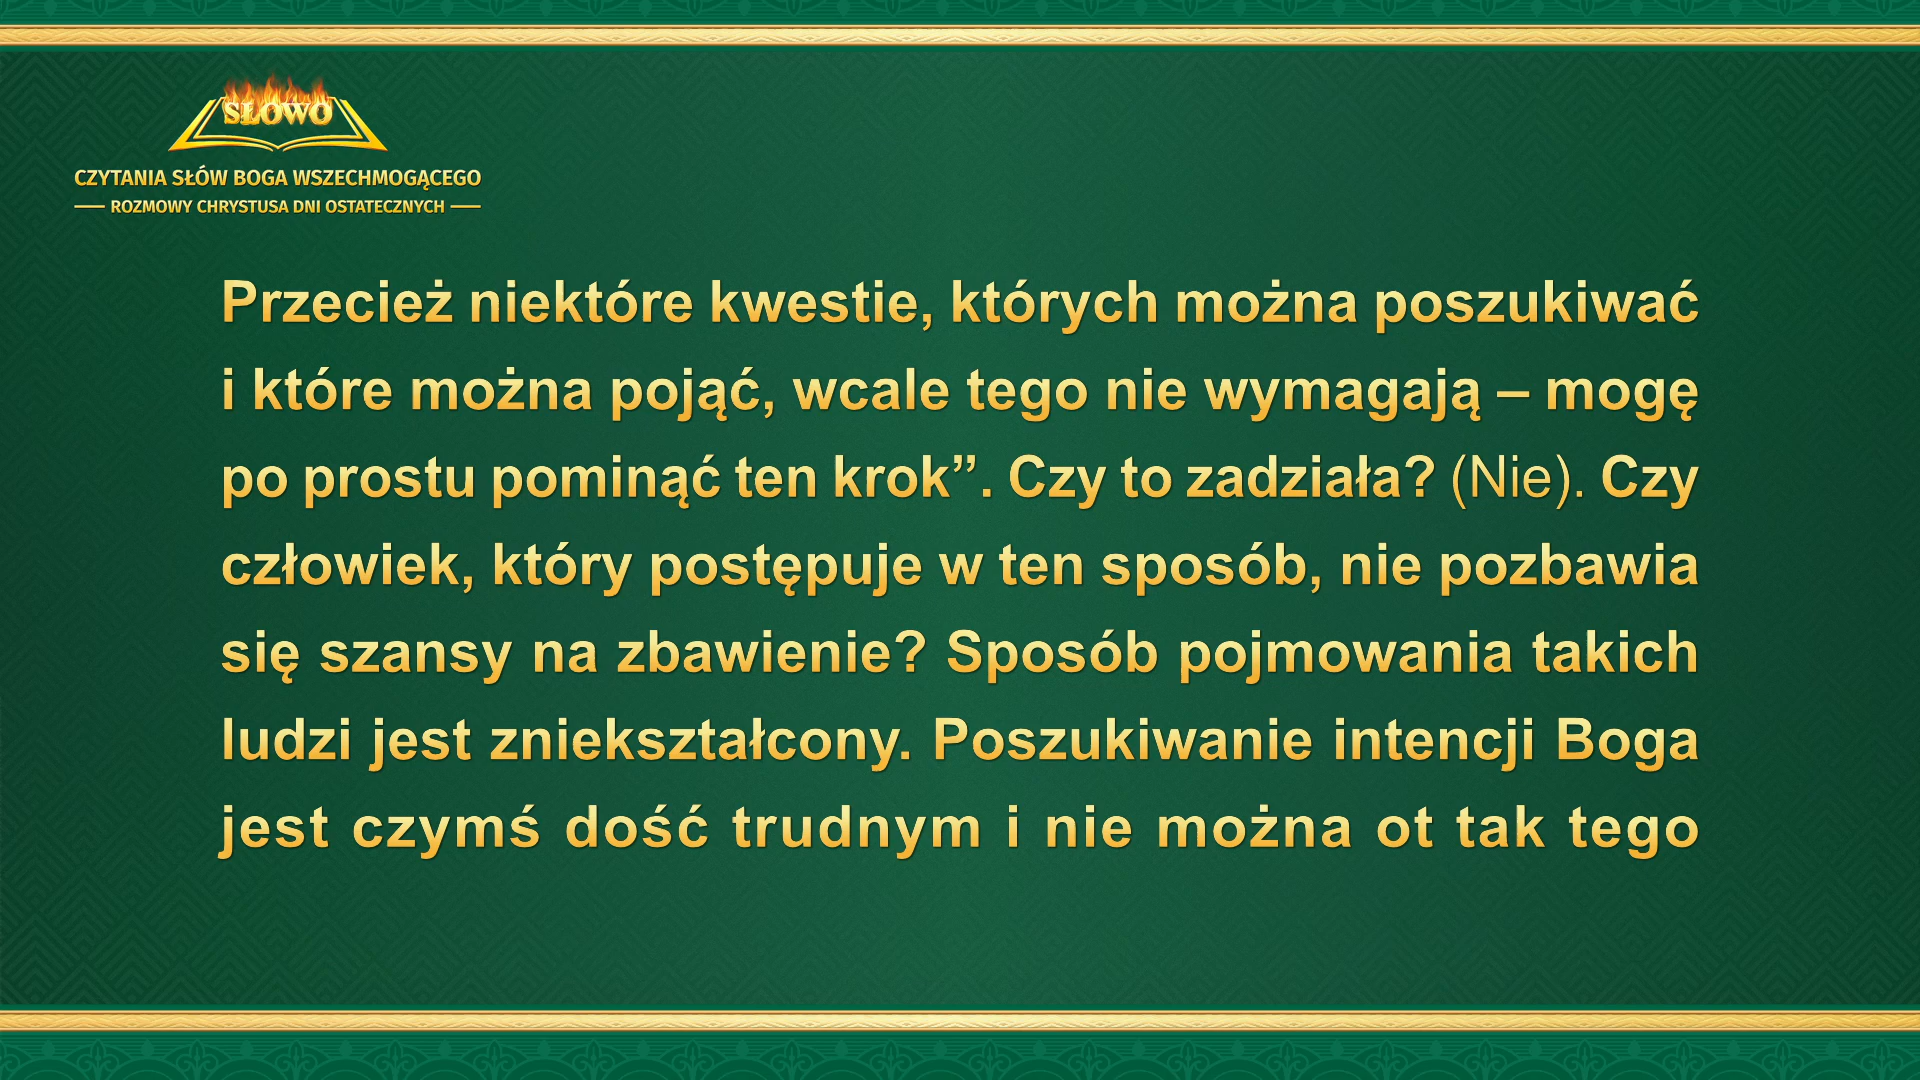 SŁOWO
CZYTANIA SŁÓW BOGA WSZECHMOGĄCEGO
ROZMOWY CHRYSTUSA DNI OSTATECZNYCH
Przecież niektóre kwestie, których można poszukiwać
i które można pojąć, wcale tego nie wymagają – mogę
po prostu pominąć ten krok”. Czy to zadziała? (Nie). Czy
człowiek, który postępuje w ten sposób, nie pozbawia
się szansy na zbawienie? Sposób pojmowania takich
ludzi jest zniekształcony. Poszukiwanie intencji Boga
jest czymś dość trudnym i nie można ot tak tego